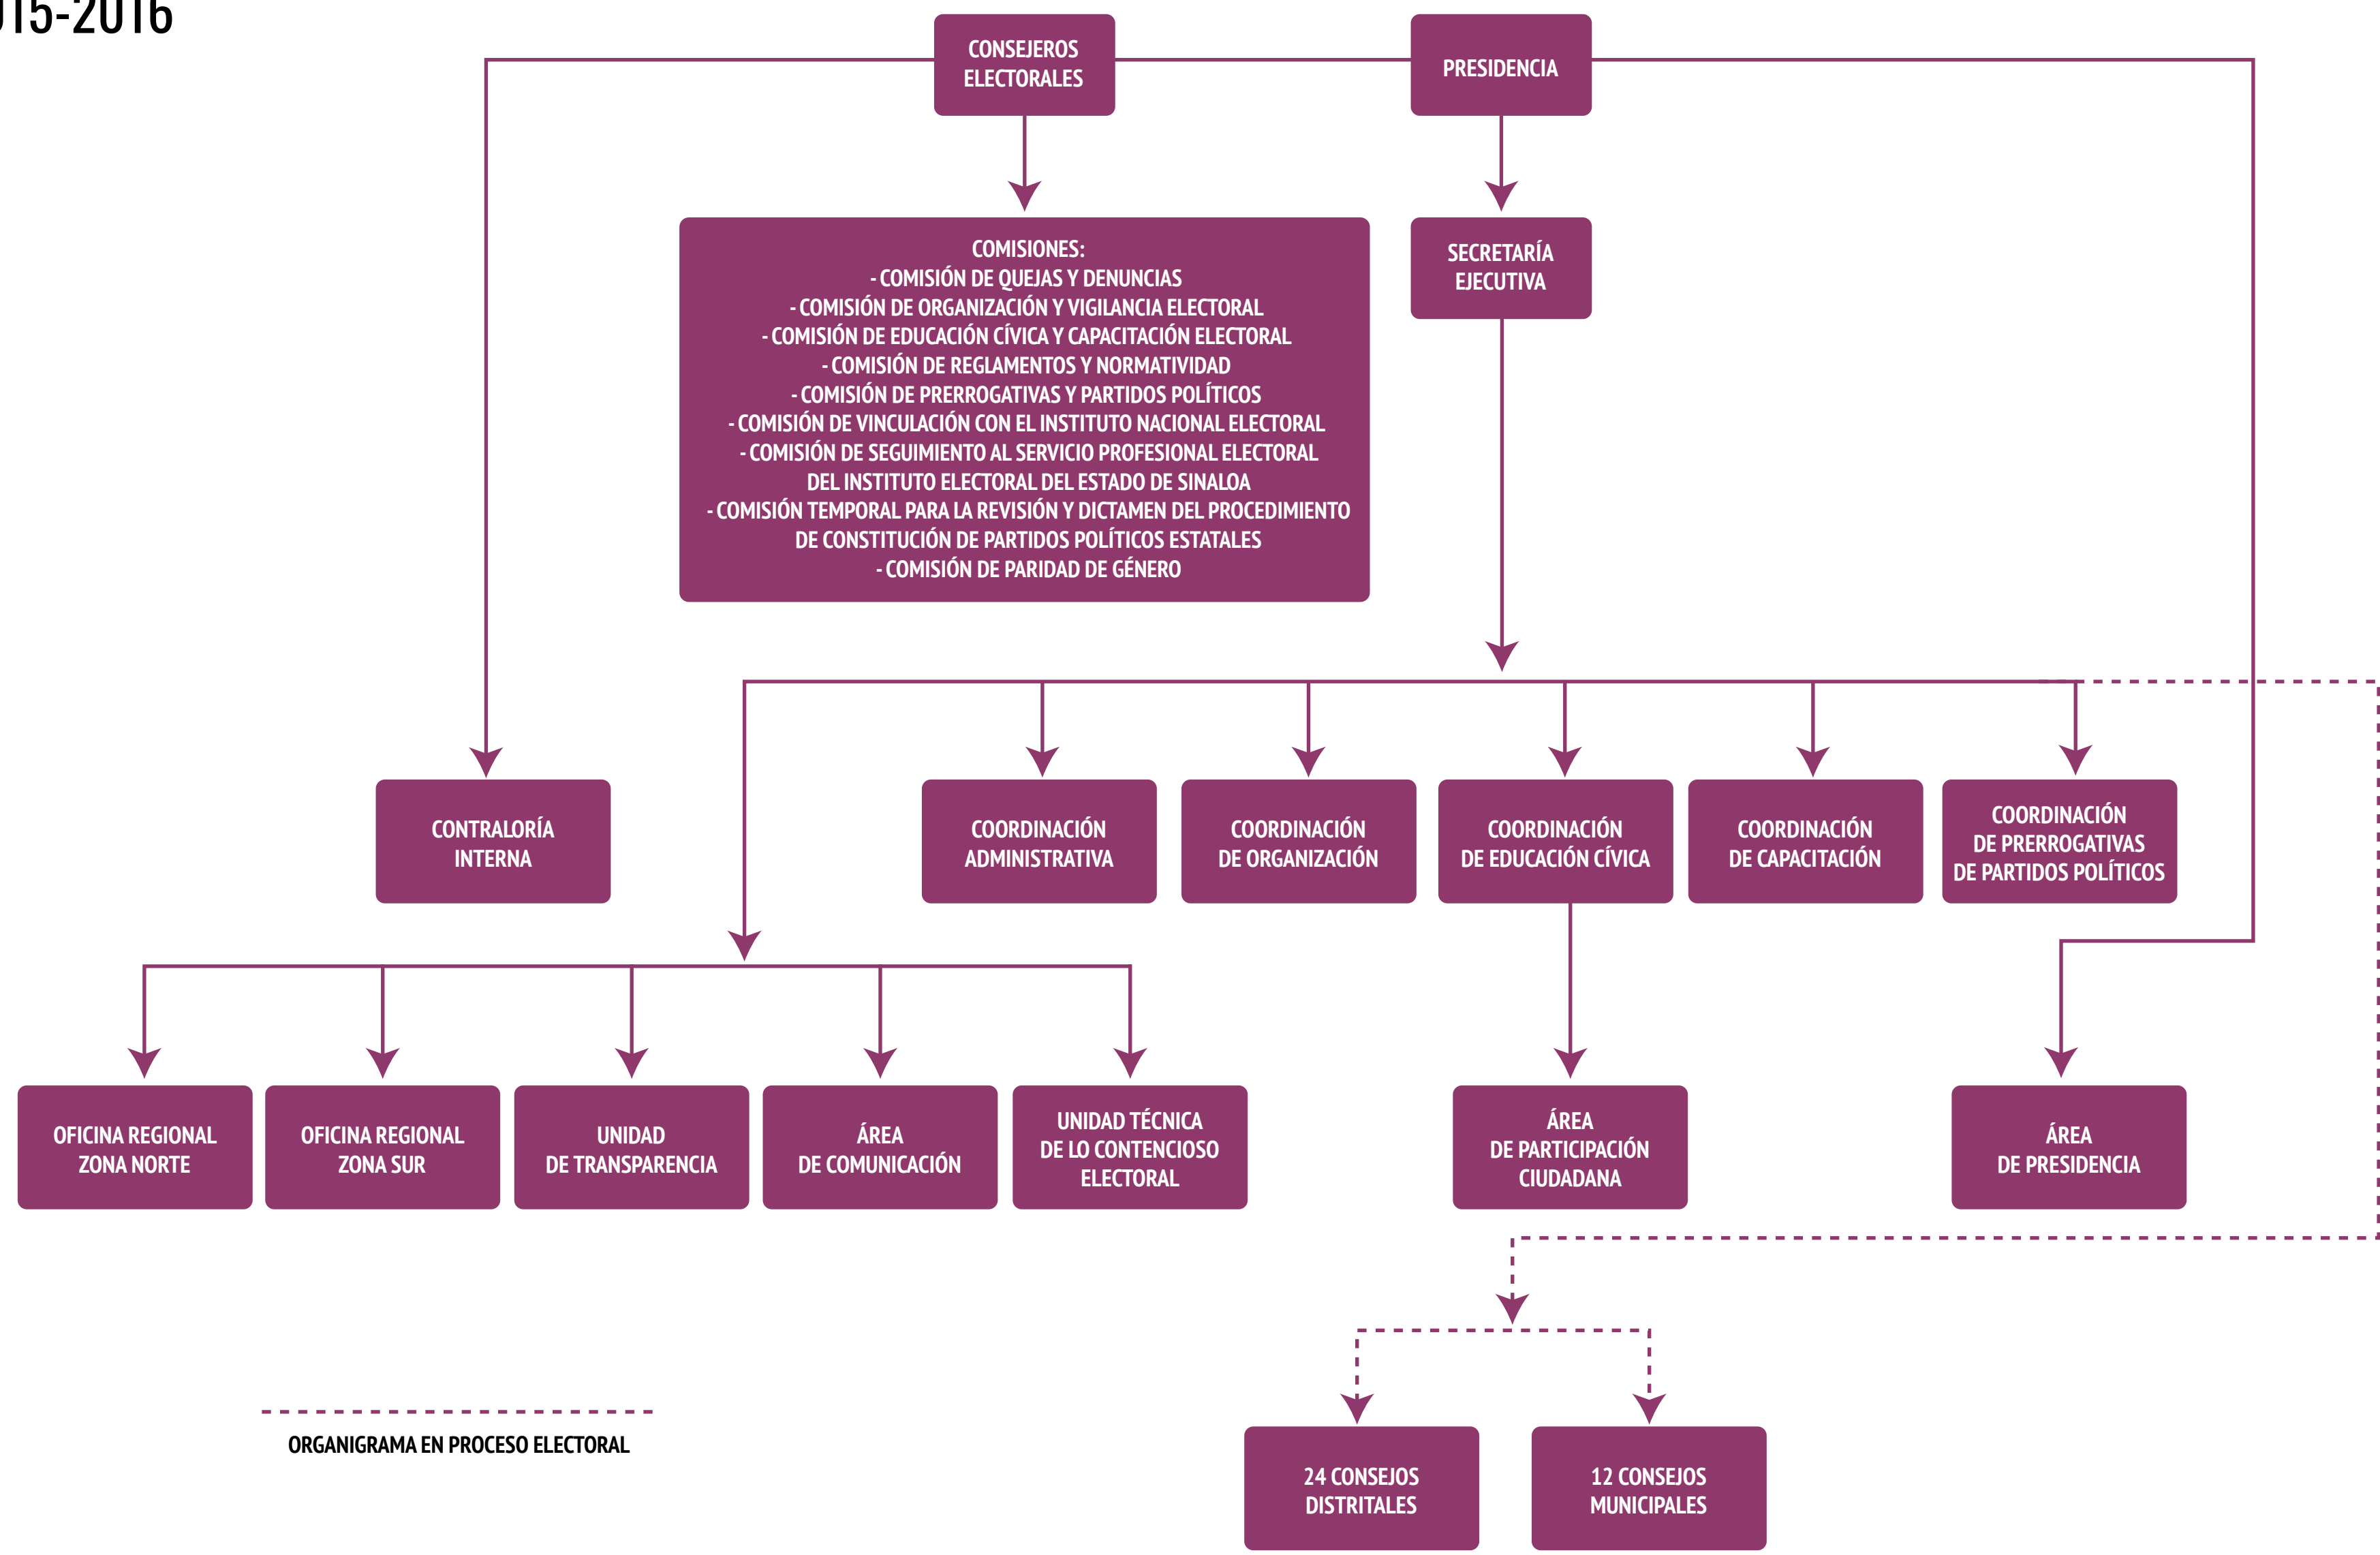 015-2016
CONSEJEROS
ELECTORALES
PRESIDENCIA
COMISIONES:
- COMISIÓN DE QUEJAS Y DENUNCIAS
- COMISIÓN DE ORGANIZACIÓN Y VIGILANCIA ELECTORAL
- COMISIÓN DE EDUCACIÓN CÍVICA Y CAPACITACIÓN ELECTORAL
- COMISIÓN DE REGLAMENTOS Y NORMATIVIDAD
- COMISIÓN DE PRERROGATIVAS Y PARTIDOS POLÍTICOS
- COMISIÓN DE VINCULACIÓN CON EL INSTITUTO NACIONAL ELECTORAL
- COMISIÓN DE SEGUIMIENTO AL SERVICIO PROFESIONAL ELECTORAL
DEL INSTITUTO ELECTORAL DEL ESTADO DE SINALOA
- COMISIÓN TEMPORAL PARA LA REVISIÓN Y DICTAMEN DEL PROCEDIMIENTO
DE CONSTITUCIÓN DE PARTIDOS POLÍTICOS ESTATALES
- COMISIÓN DE PARIDAD DE GÉNERO
SECRETARÍA
EJECUTIVA
CONTRALORÍA
INTERNA
COORDINACIÓN
ADMINISTRATIVA
COORDINACIÓN
DE ORGANIZACIÓN
COORDINACIÓN
DE EDUCACIÓN CÍVICA
COORDINACIÓN
DE CAPACITACIÓN
COORDINACIÓN
DE PRERROGATIVAS
DE PARTIDOS POLÍTICOS
OFICINA REGIONAL
ZONA NORTE
OFICINA REGIONAL
ZONA SUR
UNIDAD
DE TRANSPARENCIA
ÁREA
DE COMUNICACIÓN
UNIDAD TÉCNICA
DE LO CONTENCIOSO
ELECTORAL
ÁREA
DE PARTICIPACIÓN
CIUDADANA
ÁREA
DE PRESIDENCIA
ORGANIGRAMA EN PROCESO ELECTORAL
24 CONSEJOS
DISTRITALES
12 CONSEJOS
MUNICIPALES